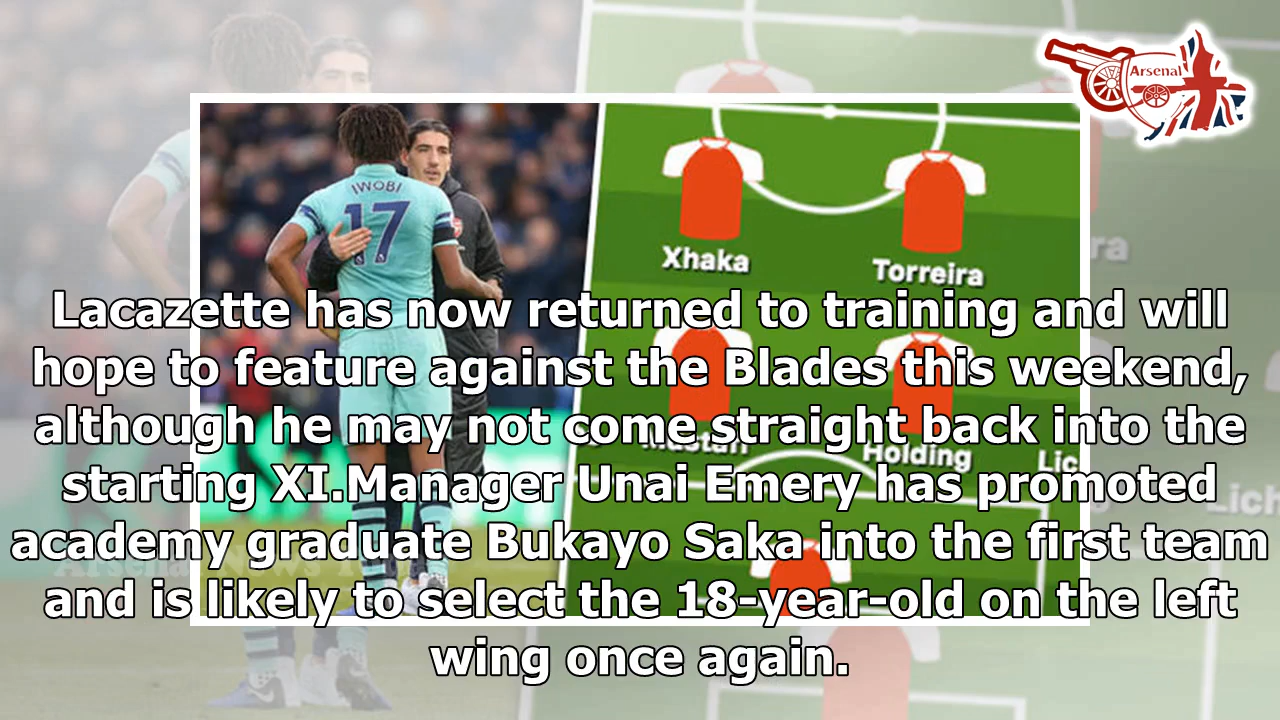 Arsenal
IWOBI
17
Xhaka
Torreira
Lacazette has now returned to training and will
hope to feature against the Blades this weekend,
although he may not come straight back into the
Mustafi
Holding
starting XI.Manager Unai Emery has promoted
academy graduate Bukayo Saka into the first team
and is likely to select the 18-year-old on the left
wing once again.